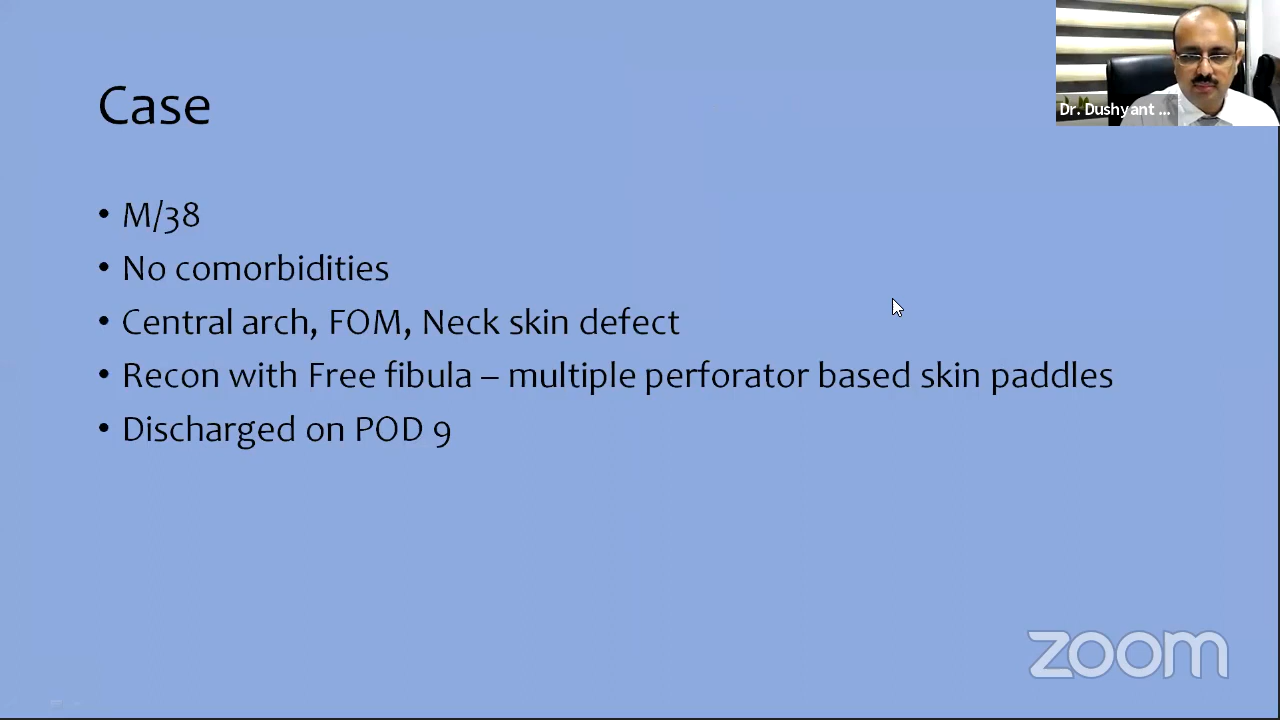 Case
Dr. Dushyant ...
• M/38
• No comorbidities
• Central arch, FOM, Neck skin defect
• Recon with Free fibula – multiple perforator based skin paddles
• Discharged on POD 9
zoom